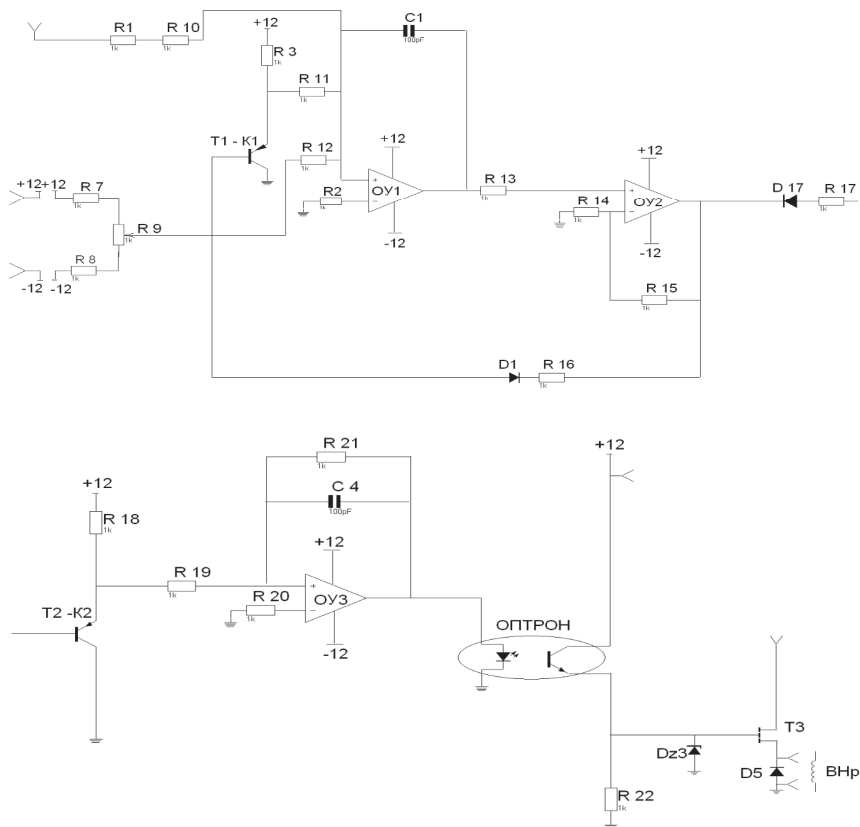 C1
100pF
R1
1k
R 10
1k
+12
R 3
1k
R 11
1k
T1 - К1
R 12
1k
+12
ОУ1
+
−
-12
R2
1k
R 13
1k
+12
+
−
ОУ2
-12
R 14
1k
D 17
R 17
1k
+12
+12
R 7
1k
R 9
R 8
1k
-12
-12
R 15
1k
D1
R 16
1k
R 21
1k
C 4
100pF
+12
+12
R 18
1k
R 19
1k
+12
+
−
ОУ3
-12
T2 -К2
R 20
1k
ОПТРОН
T3
Dz3
D5
ВНр
R 22
1k